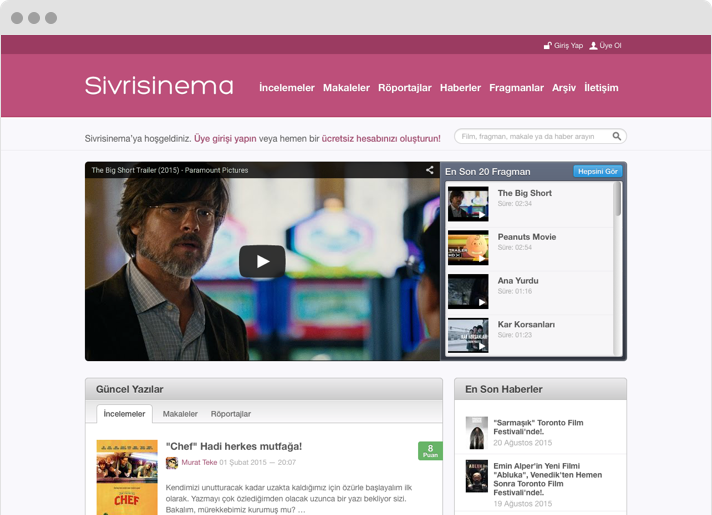 Giriş Yap Üye Ol
Sivrisinema
İncelemeler Makaleler Röportajlar Haberler Fragmanlar Arşiv İletişim
Sivrisinema'ya hoşgeldiniz. Üye girişi yapın veya hemen bir ücretsiz hesabınızı oluşturun!
Film, fragman, makale ya da haber arayın
The Big Short Trailer (2015) - Paramount Pictures
En Son 20 Fragman
Hepsini Gör
The Big Short
Süre: 02:34
Peanuts Movie
Süre: 02:54
Ana Yurdu
Süre: 01:16
Kar Korsanları
Süre: 01:23
Güncel Yazılar
İncelemeler Makaleler Röportajlar
CHEF
"Chef" Hadi herkes mutfağa!
Murat Teke 01 Şubat 2015 — 20:07
8
Puan
Kendimizi unutturacak kadar uzakta kaldığımız için özürle başlayalım ilk
olarak. Yazmayı çok özlediğimden olacak uzunca bir yazı bekliyor sizi.
Bakalım, mürekkebimiz kurumuş mu? ...
En Son Haberler
"Sarmaşık" Toronto Film
Festivali'nde!.
20 Ağustos 2015
Emin Alper'in Yeni Filmi
"Abluka", Venedik'ten Hemen
Sonra Toronto Film
Festivali'nde!.
19 Ağustos 2015